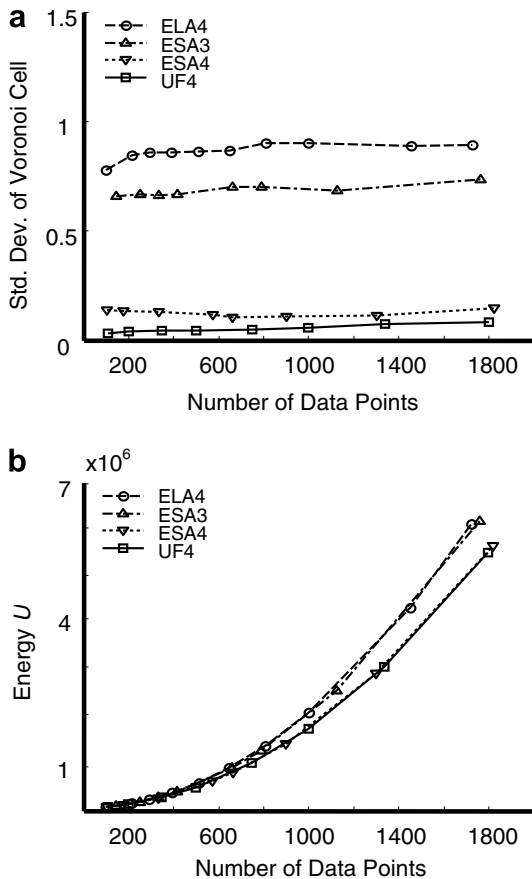 a
1.5
1
0.5
0
Std. Dev. of Voronoi Cell
ELA4
ESA3
ESA4
UF4
200 600 1000 1400 1800
Number of Data Points
b
x10^6
7
4
1
Energy U
ELA4
ESA3
ESA4
UF4
200 600 1000 1400 1800
Number of Data Points